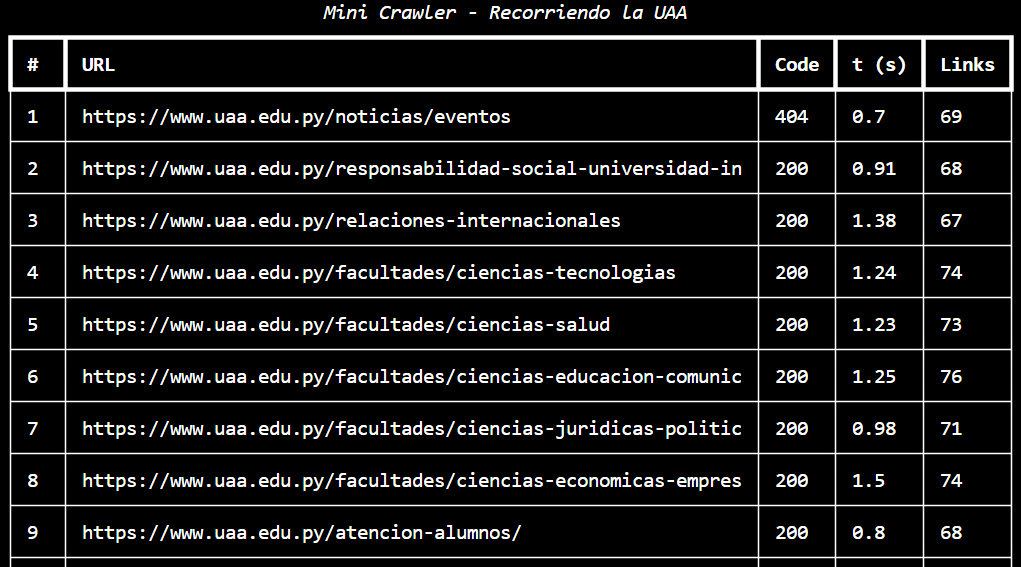 Mini Crawler - Recorriendo la UAA
# URL Code t (s) Links
1 https://www.uaa.edu.py/noticias/eventos 404 0.7 69
2 https://www.uaa.edu.py/responsabilidad-social-universidad-in 200 0.91 68
3 https://www.uaa.edu.py/relaciones-internacionales 200 1.38 67
4 https://www.uaa.edu.py/facultades/ciencias-tecnologias 200 1.24 74
5 https://www.uaa.edu.py/facultades/ciencias-salud 200 1.23 73
6 https://www.uaa.edu.py/facultades/ciencias-educacion-comunic 200 1.25 76
7 https://www.uaa.edu.py/facultades/ciencias-juridicas-politic 200 0.98 71
8 https://www.uaa.edu.py/facultades/ciencias-economicas-empres 200 1.5 74
9 https://www.uaa.edu.py/atencion-alumnos/ 200 0.8 68